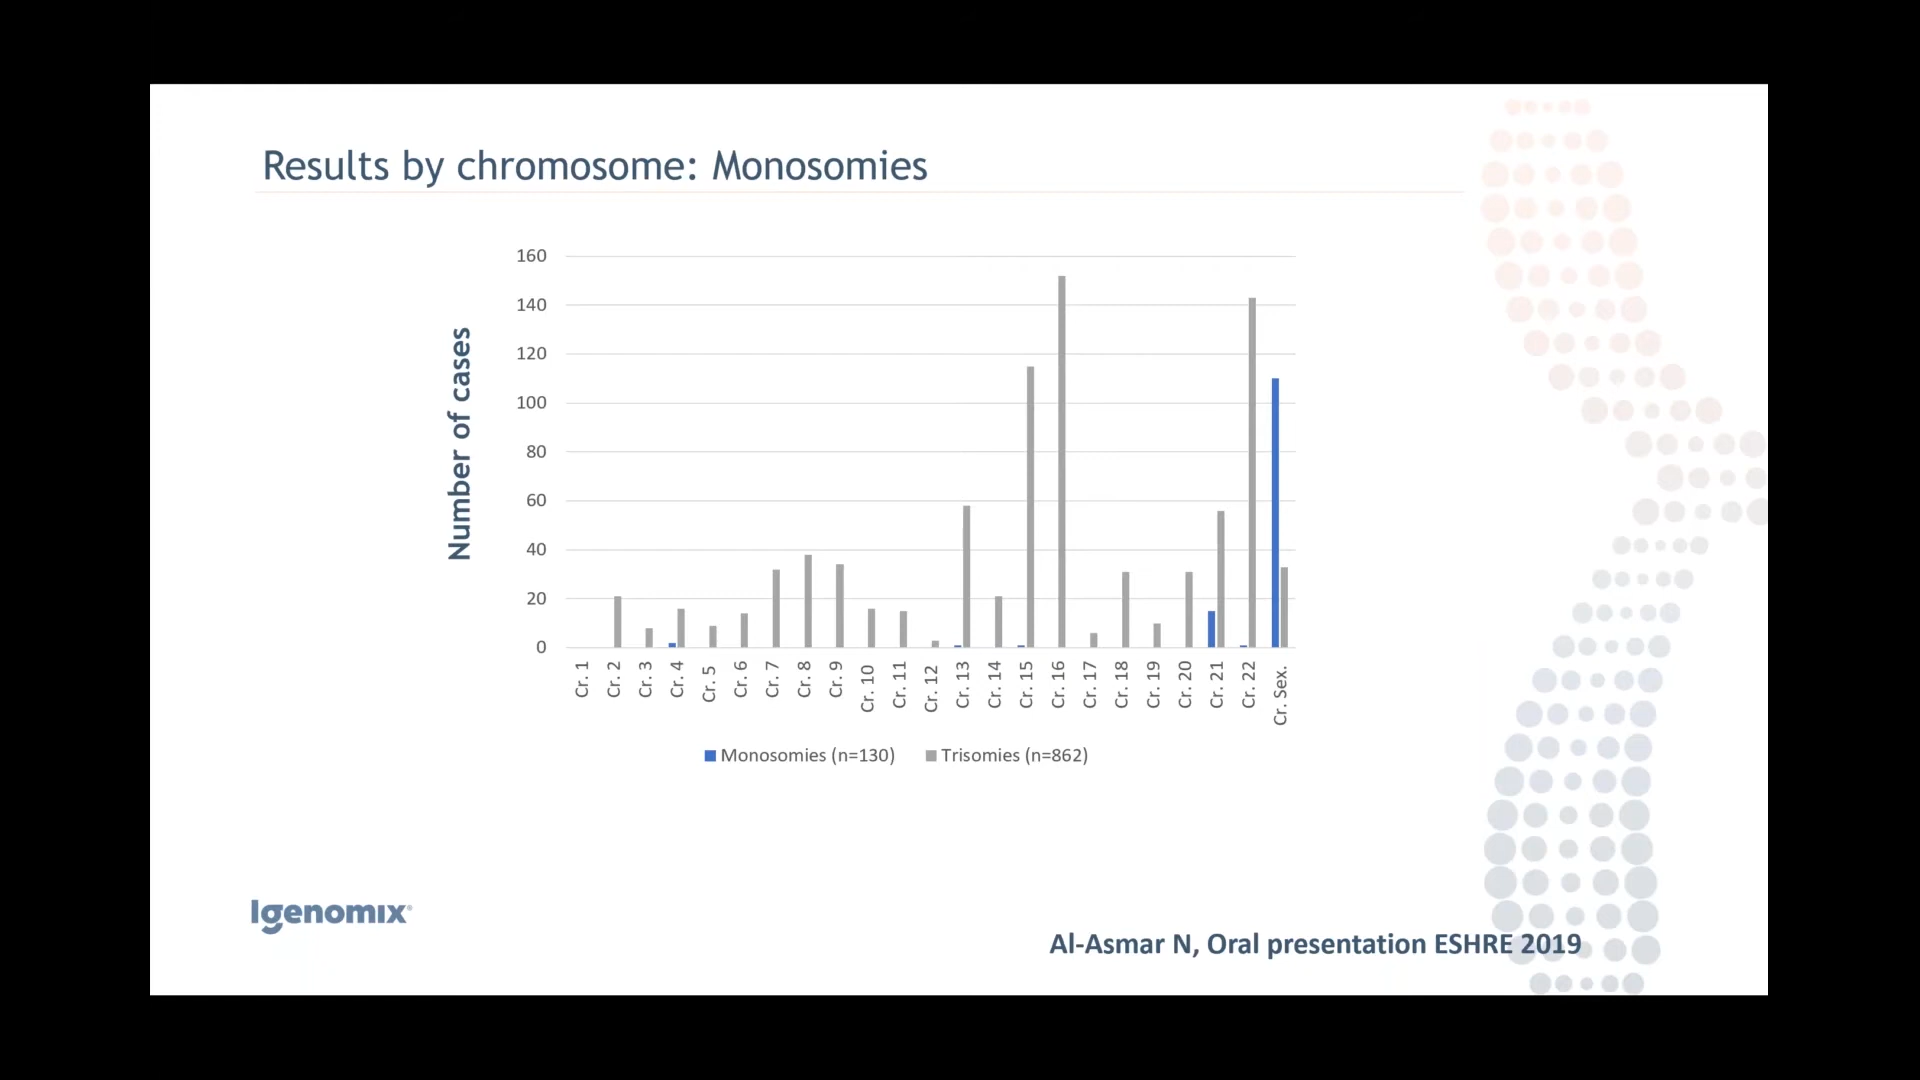 Results by chromosome: Monosomies
Number of cases
160
140
120
100
80
60
40
20
0
Cr. 1
Cr. 2
Cr. 3
Cr. 4
Cr. 5
Cr. 6
Cr. 7
Cr. 8
Cr. 9
Cr. 10
Cr. 11
Cr. 12
Cr. 13
Cr. 14
Cr. 15
Cr. 16
Cr. 17
Cr. 18
Cr. 19
Cr. 20
Cr. 21
Cr. 22
Cr. Sex.
Monosomies (n=130)
Trisomies (n=862)
Igenomix®
Al-Asmar N, Oral presentation ESHRE 2019